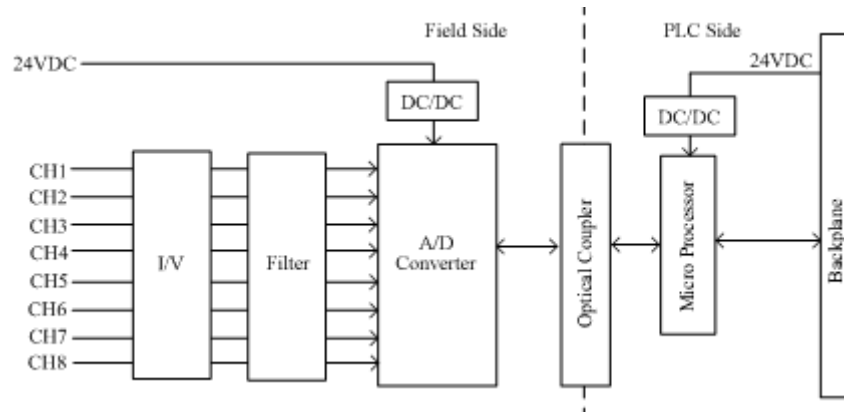 Field Side
PLC Side
24VDC
24VDC
DC/DC
DC/DC
CH1
CH2
CH3
CH4
CH5
CH6
CH7
CH8
I/V
Filter
A/D
Converter
Optical Coupler
Micro Processor
Backplane